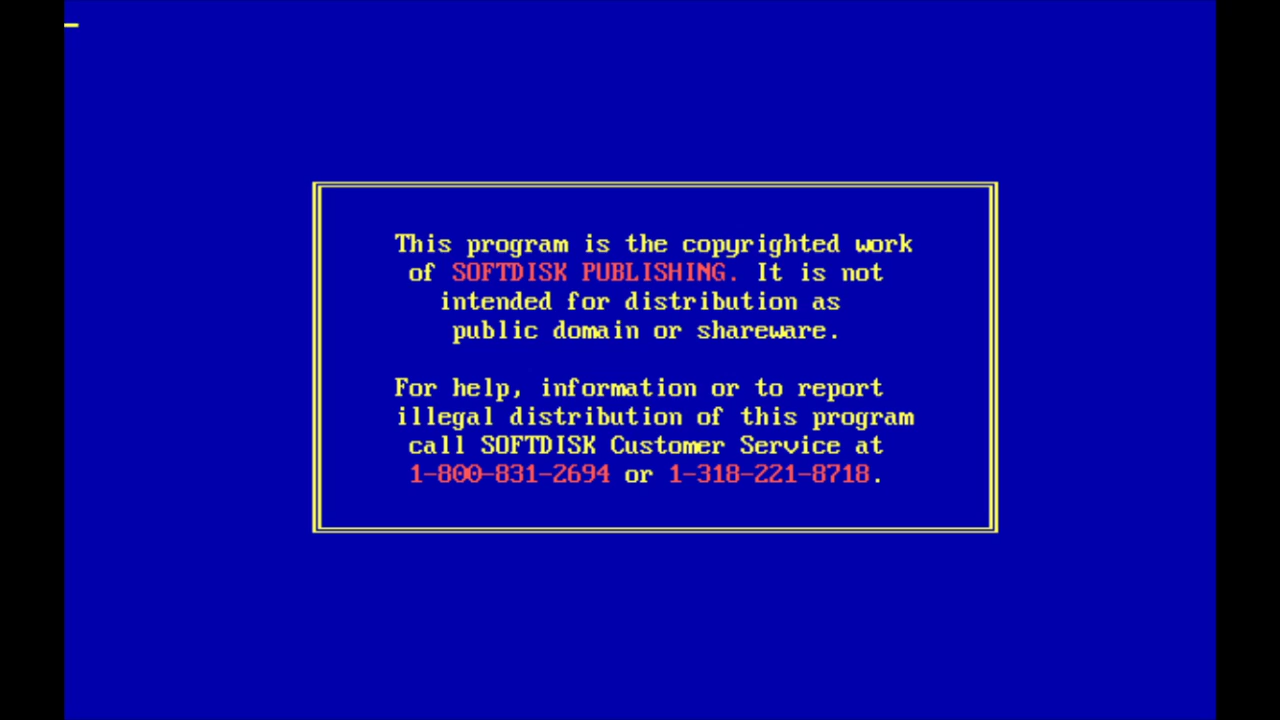 This program is the copyrighted work
of SOFTDISK PUBLISHING. It is not
intended for distribution as
public domain or shareware.
For help, information or to report
illegal distribution of this program
call SOFTDISK Customer Service at
1-800-831-2694 or 1-318-221-8718.